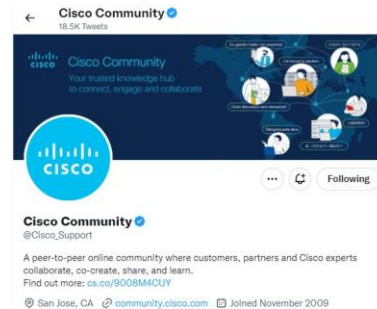 Cisco Community
18.5K Tweets
CISCO
Cisco Community
Your trusted knowledge hub
to connect, engage and collaborate
CISCO
Following
Cisco Community
@Cisco_Support
A peer-to-peer online community where customers, partners and Cisco experts
collaborate, co-create, share, and learn.
Find out more: cs.co/9008M4CUY
San Jose, CA community.cisco.com Joined November 2009